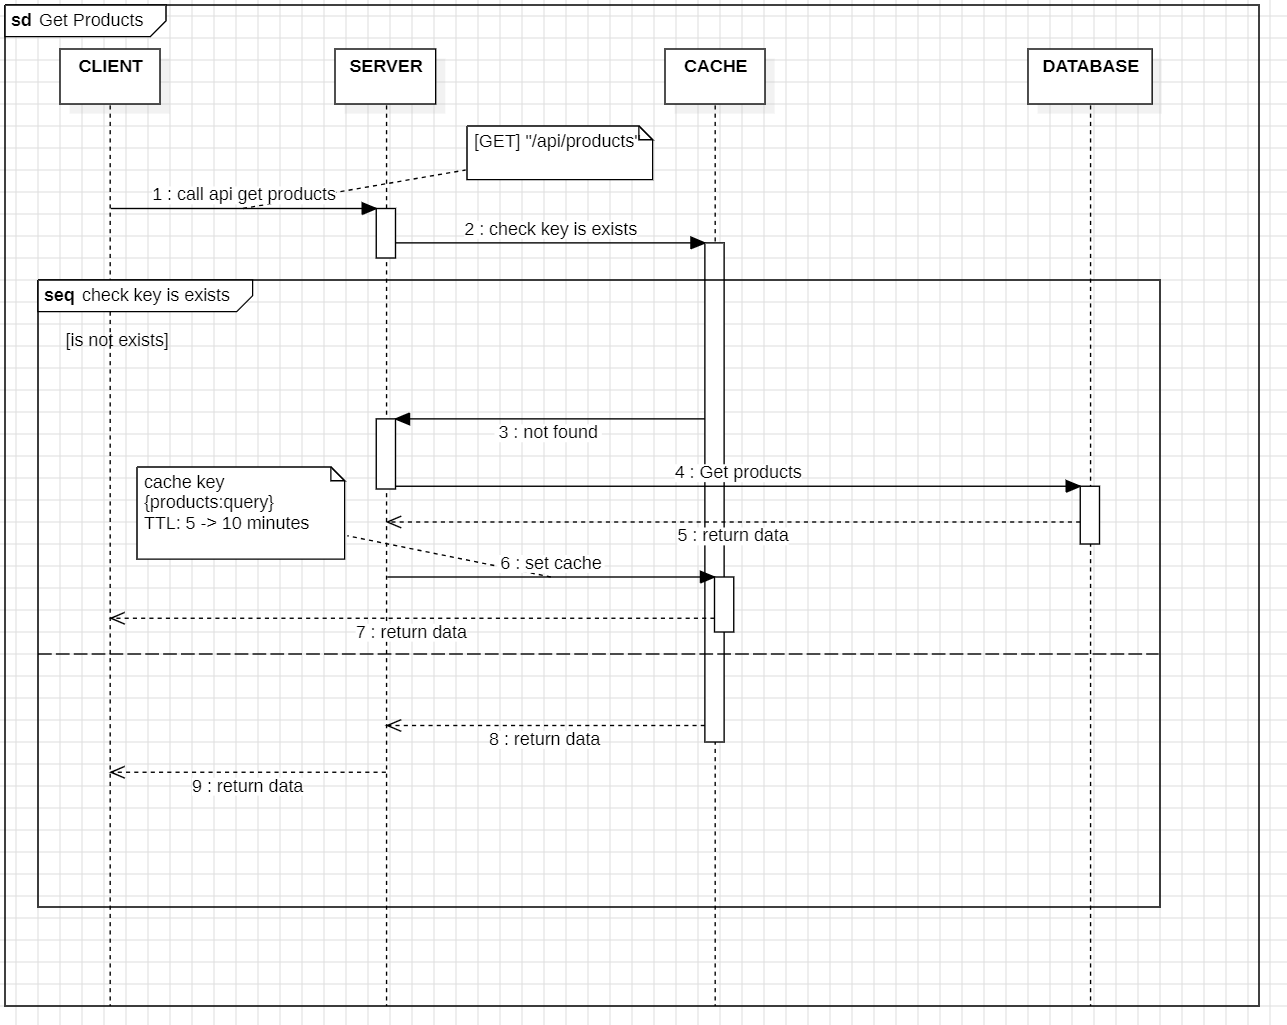 sd Get Products
CLIENT
SERVER
CACHE
DATABASE
[GET] "/api/products"
1 : call api get products
2 : check key is exists
seq check key is exists
[is not exists]
3 : not found
4 : Get products
cache key
{products:query}
TTL: 5 -> 10 minutes
5 : return data
6 : set cache
7 : return data
8 : return data
9 : return data